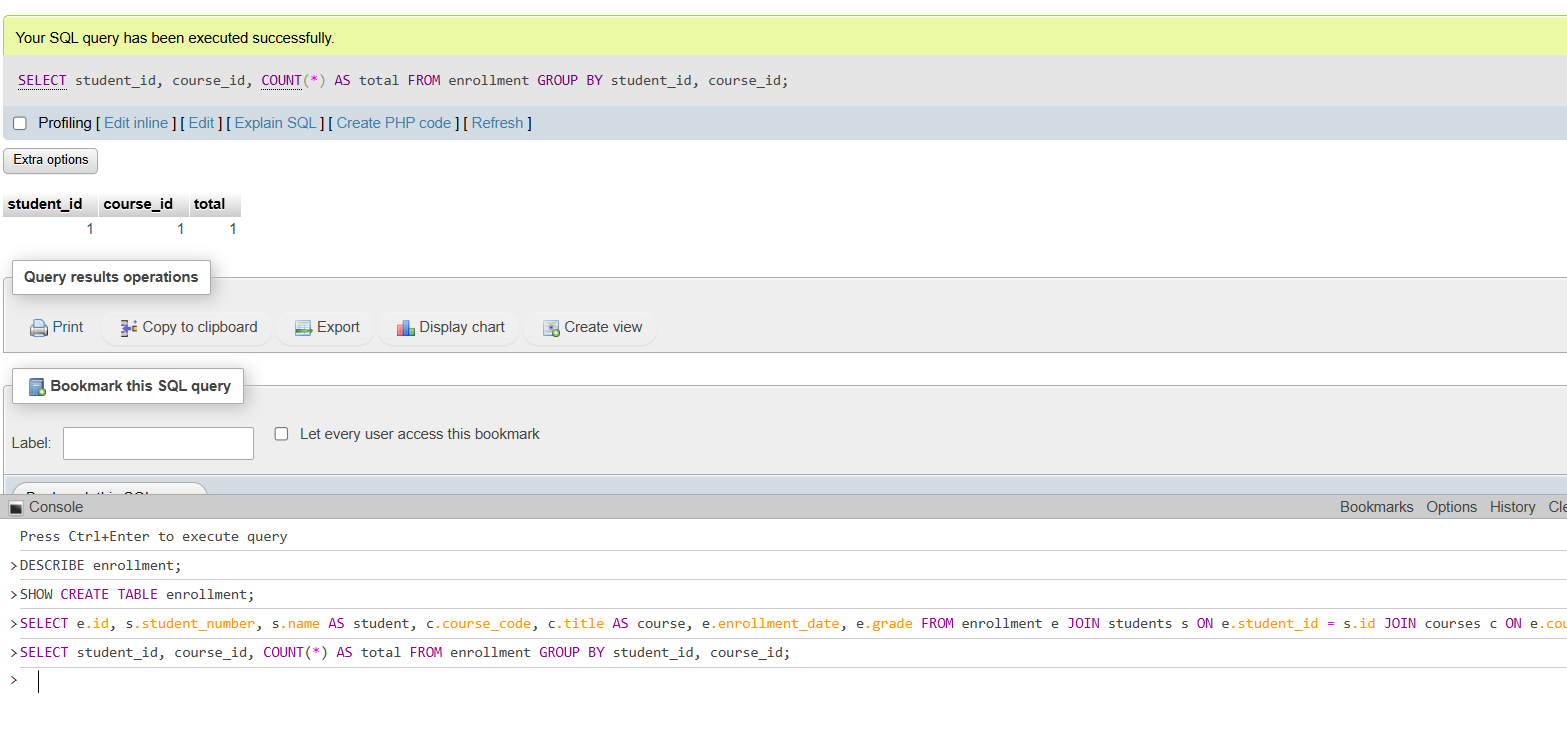 Your SQL query has been executed successfully.
SELECT student_id, course_id, COUNT(*) AS total FROM enrollment GROUP BY student_id, course_id;
Profiling [ Edit inline ] [ Edit ] [ Explain SQL ] [ Create PHP code ] [ Refresh ]
Extra options
student_id course_id total
1 1 1
Query results operations
Print Copy to clipboard Export Display chart Create view
Bookmark this SQL query
Label: Let every user access this bookmark
Console Bookmarks Options History
Press Ctrl+Enter to execute query
>DESCRIBE enrollment;
>SHOW CREATE TABLE enrollment;
>SELECT e.id, s.student_number, s.name AS student, c.course_code, c.title AS course, e.enrollment_date, e.grade FROM enrollment e JOIN students s ON e.student_id = s.id JOIN courses c ON e.cou
>SELECT student_id, course_id, COUNT(*) AS total FROM enrollment GROUP BY student_id, course_id;
>